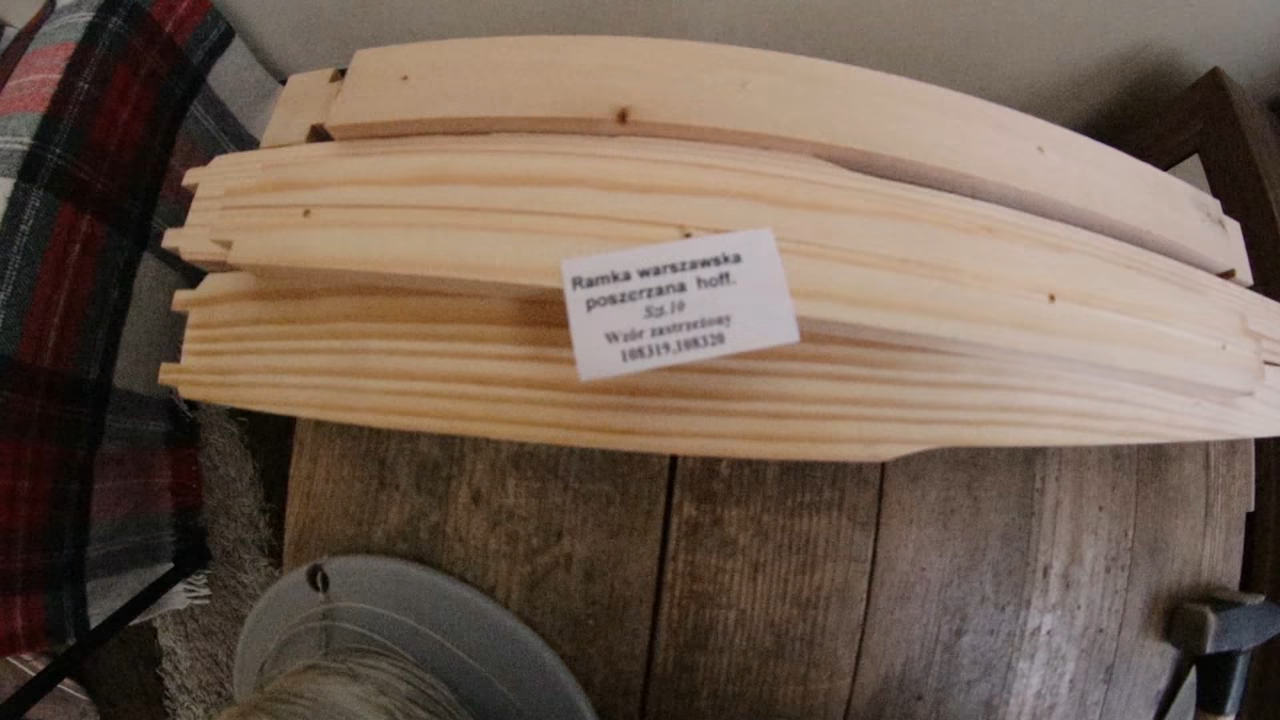 Ramka warszawska
poszerzana hoff.
Szt.10
Wzór zastrzeżony
108319,108320